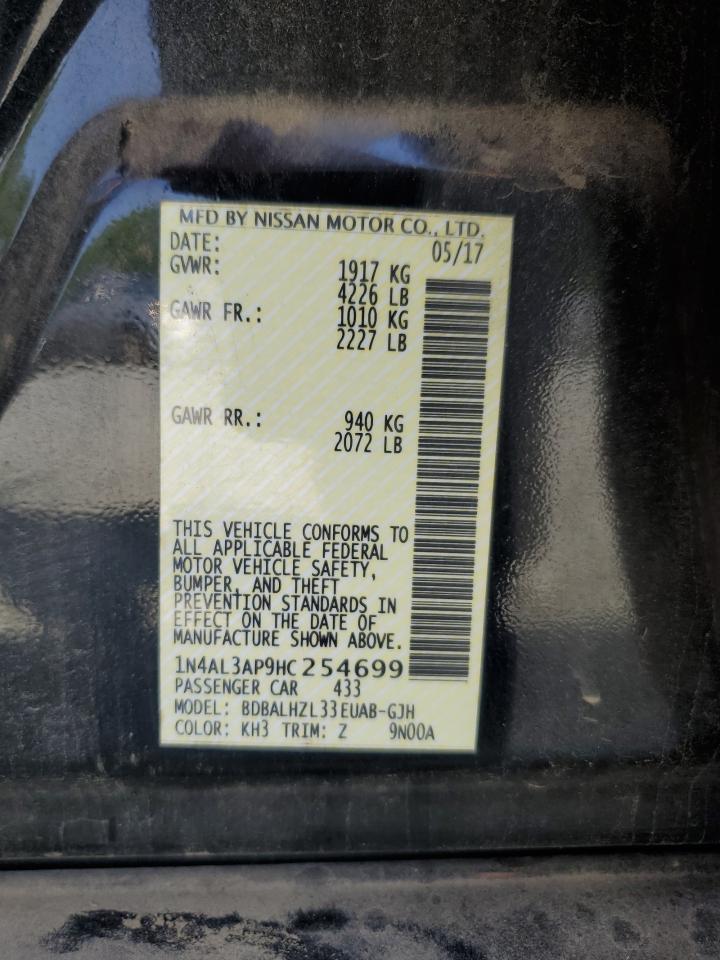 MFD BY NISSAN MOTOR CO., LTD.
DATE: 05/17
GVWR: 1917 KG
4226 LB
GAWR FR.: 1010 KG
2227 LB
GAWR RR.: 940 KG
2072 LB
THIS VEHICLE CONFORMS TO
ALL APPLICABLE FEDERAL
MOTOR VEHICLE SAFETY,
BUMPER, AND THEFT
PREVENTION STANDARDS IN
EFFECT ON THE DATE OF
MANUFACTURE SHOWN ABOVE.
1N4AL3AP9HC254699
PASSENGER CAR 433
MODEL: BDBALHZL33EUAB-GJH
COLOR: KH3 TRIM: Z 9N00A